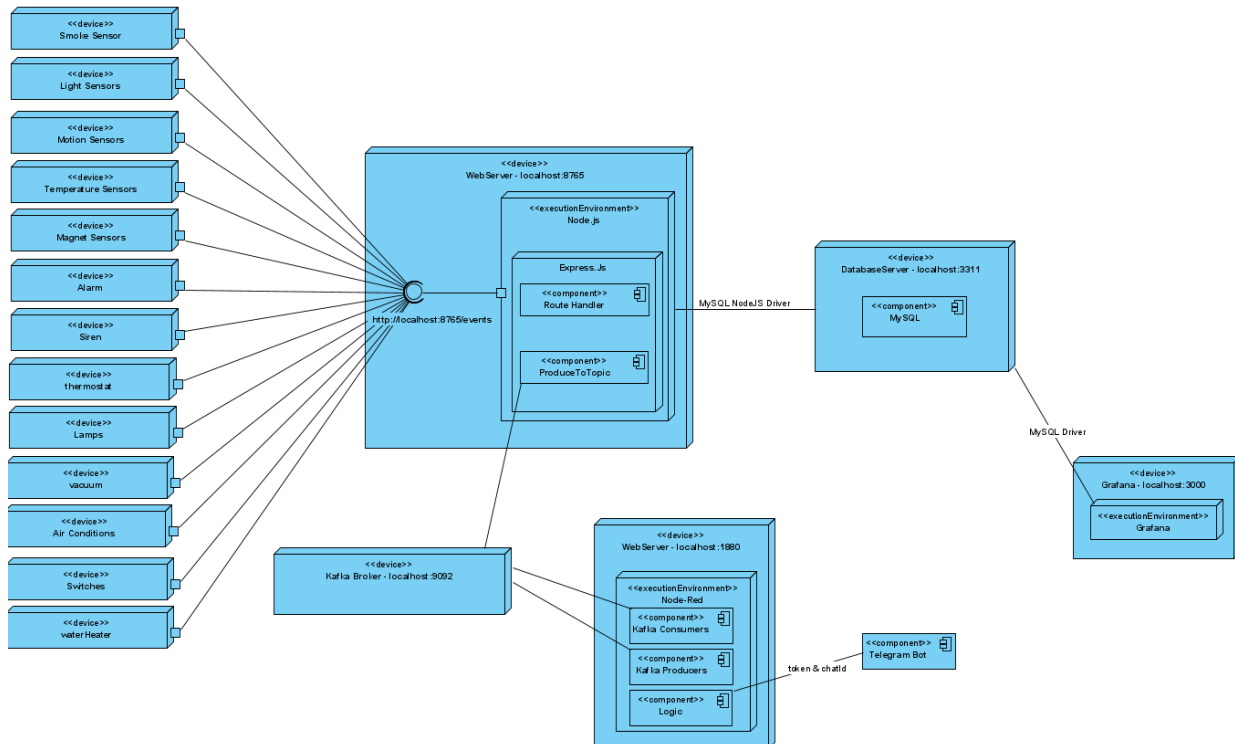 <<device>>
Smoke Sensor
<<device>>
Light Sensors
<<device>>
Motion Sensors
<<device>>
Temperature Sensors
<<device>>
Magnet Sensors
<<device>>
Alarm
<<device>>
Siren
<<device>>
thermostat
<<device>>
Lamps
<<device>>
vacuum
<<device>>
Air Conditions
<<device>>
Switches
<<device>>
waterHeater
http://localhost:8765/events
<<device>>
WebServer - localhost:8765
<<executionEnvironment>>
Node.js
Express.Js
<<component>>
Route Handler
<<component>>
ProduceToTopic
MySQL NodeJS Driver
<<device>>
DatabaseServer - localhost:3311
<<component>>
MySQL
MySQL Driver
<<device>>
Grafana - localhost:3000
<<executionEnvironment>>
Grafana
<<device>>
Kafka Broker - localhost:9092
<<device>>
WebServer - localhost:1880
<<executionEnvironment>>
Node-Red
<<component>>
Kafka Consumers
<<component>>
Kafka Producers
<<component>>
Logic
token & chatId
<<component>>
Telegram Bot